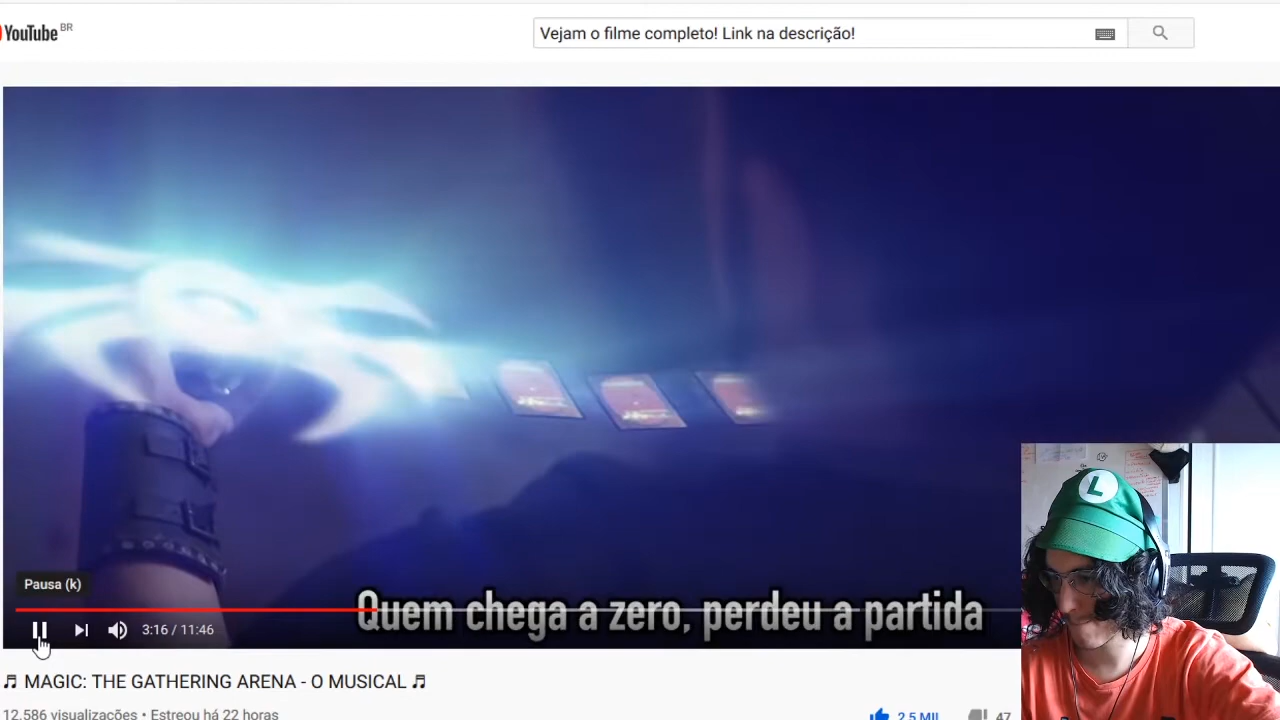 YouTube BR
Vejam o filme completo! Link na descrição!
L
Quem chega a zero, perdeu a partida
Pausa (k)
3:16 / 11:46
♬ MAGIC: THE GATHERING ARENA - O MUSICAL ♬
12.586 visualizações • Estreou há 22 horas
2,5 MIL
47